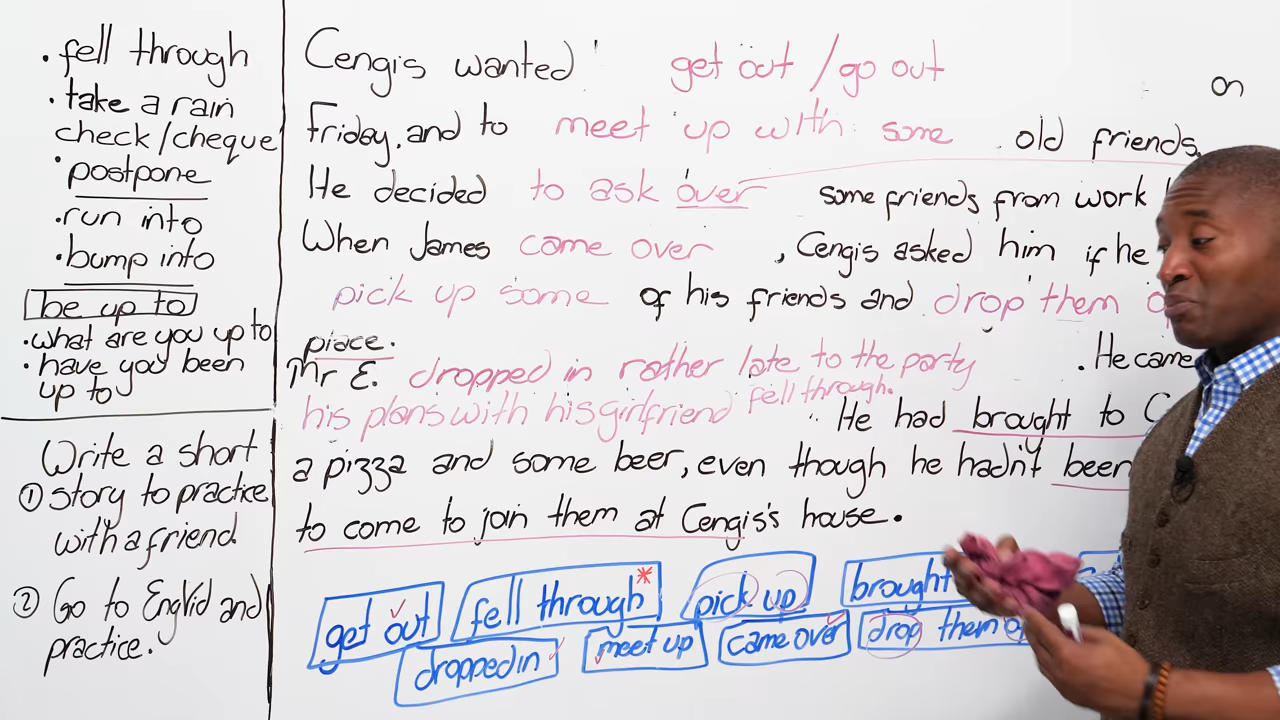 . fell through
. take a rain
check/cheque
. postpone
. run into
. bump into
be up to
. what are you up to
. have you been
up to
Write a short
① story to practice
with a friend.
② Go to EngVid and
practice.
Cengis wanted get out / go out
on
Friday, and to meet up with some old friends.
He decided to ask over some friends from work
When James came over , Cengis asked him if he
pick up some of his friends and drop them
place.
Mr E. dropped in rather late to the party . He came
his plans with his girlfriend fell through. He had brought to C
a pizza and some beer, even though he hadn't been
to come to join them at Cengis's house.
get out fell through* pick up brought
dropped in meet up came over drop them